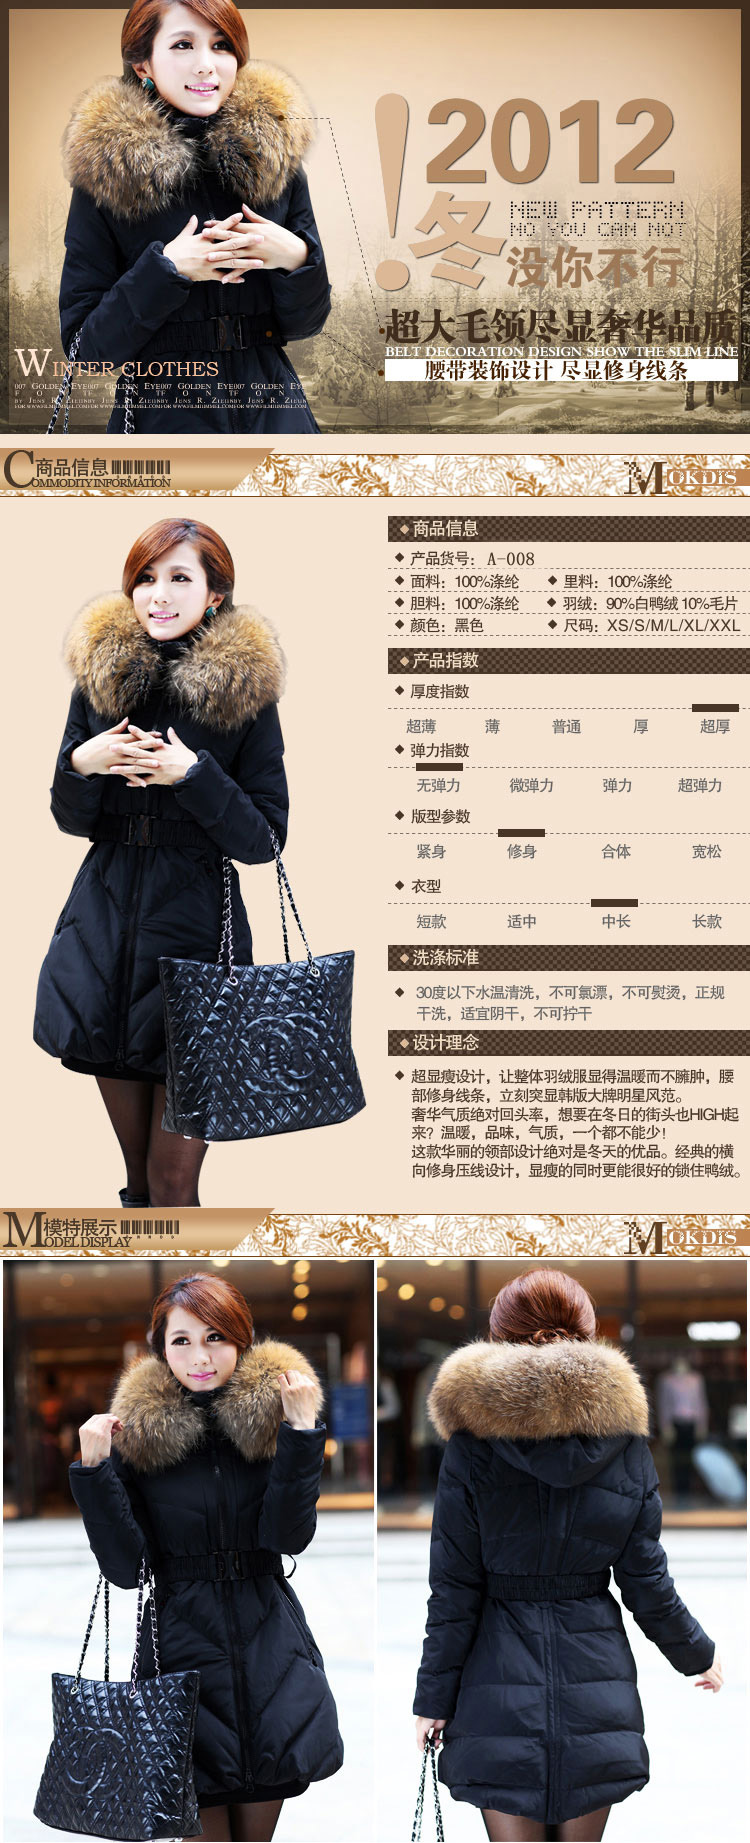 ！2012
冬
NEW PATTERN
NO YOU CAN NOT
没你不行
超大毛领尽显奢华品质
BELT DECORATION DESIGN SHOW THE SLIM-LINE
腰带装饰设计 尽显修身线条
WINTER CLOTHES
007 GOLDEN EYE007 GOLDEN EYE007 GOLDEN EYE007 GOLDEN EYE
商品信息
COMMODITY INFORMATION
MOKDIS
商品信息
产品货号：A-008
面料：100%涤纶 里料：100%涤纶
胆料：100%涤纶 羽绒：90%白鸭绒 10%毛片
颜色：黑色 尺码：XS/S/M/L/XL/XXL
产品指数
厚度指数
超薄 薄 普通 厚 超厚
弹力指数
无弹力 微弹力 弹力 超弹力
版型参数
紧身 修身 合体 宽松
衣型
短款 适中 中长 长款
洗涤标准
30度以下水温清洗，不可氯漂，不可熨烫，正规
干洗，适宜阴干，不可拧干
设计理念
超显瘦设计，让整体羽绒服显得温暖而不臃肿，腰
部修身线条，立刻突显韩版大牌明星风范。
奢华气质绝对回头率，想要在冬日的街头也HIGH起
来？温暖，品味，气质，一个都不能少！
这款华丽的领部设计绝对是冬天的优品。经典的横
向修身压线设计，显瘦的同时更能很好的锁住鸭绒。
模特展示
MODEL DISPLAY
MOKDIS